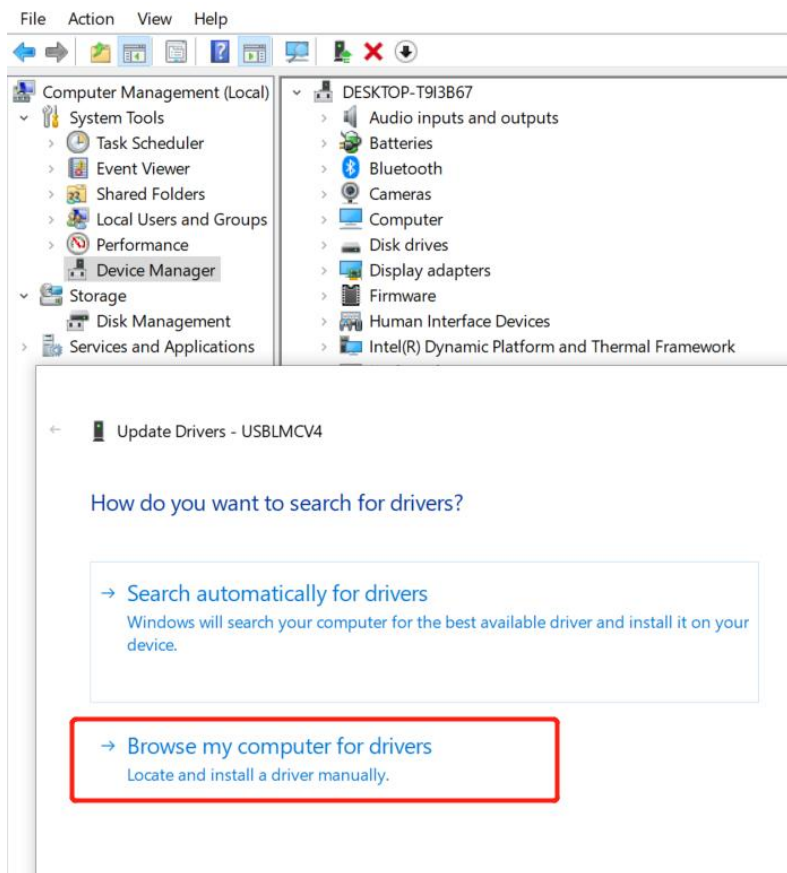 File Action View Help
Computer Management (Local)
System Tools
Task Scheduler
Event Viewer
Shared Folders
Local Users and Groups
Performance
Device Manager
Storage
Disk Management
Services and Applications
DESKTOP-T9I3B67
Audio inputs and outputs
Batteries
Bluetooth
Cameras
Computer
Disk drives
Display adapters
Firmware
Human Interface Devices
Intel(R) Dynamic Platform and Thermal Framework
Update Drivers - USBLMCV4
How do you want to search for drivers?
Search automatically for drivers
Windows will search your computer for the best available driver and install it on your
device.
Browse my computer for drivers
Locate and install a driver manually.